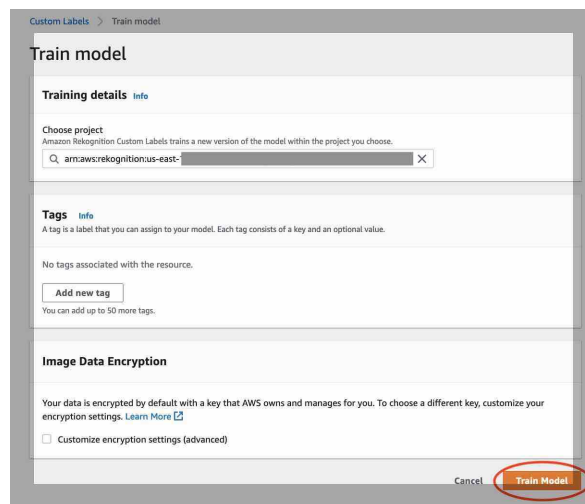 Custom Labels > Train model
Train model
Training details Info
Choose project
Amazon Rekognition Custom Labels trains a new version of the model within the project you choose.
arn:aws:rekognition:us-east-
Tags Info
A tag is a label that you can assign to your model. Each tag consists of a key and an optional value.
No tags associated with the resource.
Add new tag
You can add up to 50 more tags.
Image Data Encryption
Your data is encrypted by default with a key that AWS owns and manages for you. To choose a different key, customize your
encryption settings. Learn More
Customize encryption settings (advanced)
Cancel Train Model